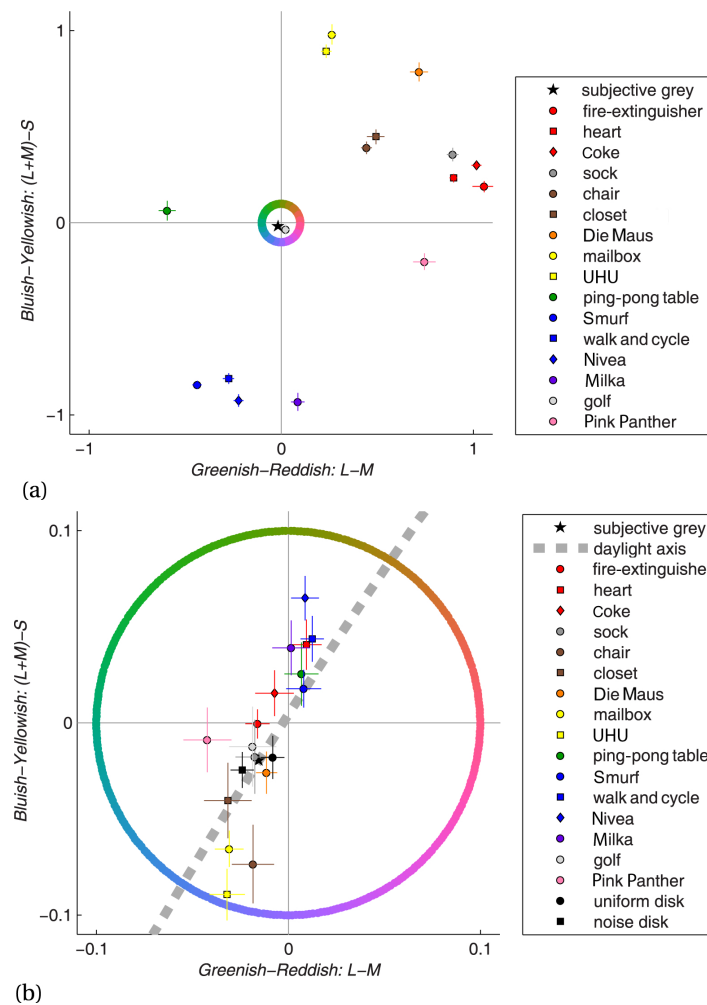 1
0
−1
Bluish−Yellowish: (L+M)−S
−1
0
1
Greenish−Reddish: L−M
subjective grey
fire-extinguisher
heart
Coke
sock
chair
closet
Die Maus
mailbox
UHU
ping-pong table
Smurf
walk and cycle
Nivea
Milka
golf
Pink Panther
(a)
0.1
0
−0.1
Bluish−Yellowish: (L+M)−S
−0.1
0
0.1
Greenish−Reddish: L−M
subjective grey
daylight axis
fire-extinguisher
heart
Coke
sock
chair
closet
Die Maus
mailbox
UHU
ping-pong table
Smurf
walk and cycle
Nivea
Milka
golf
Pink Panther
uniform disk
noise disk
(b)